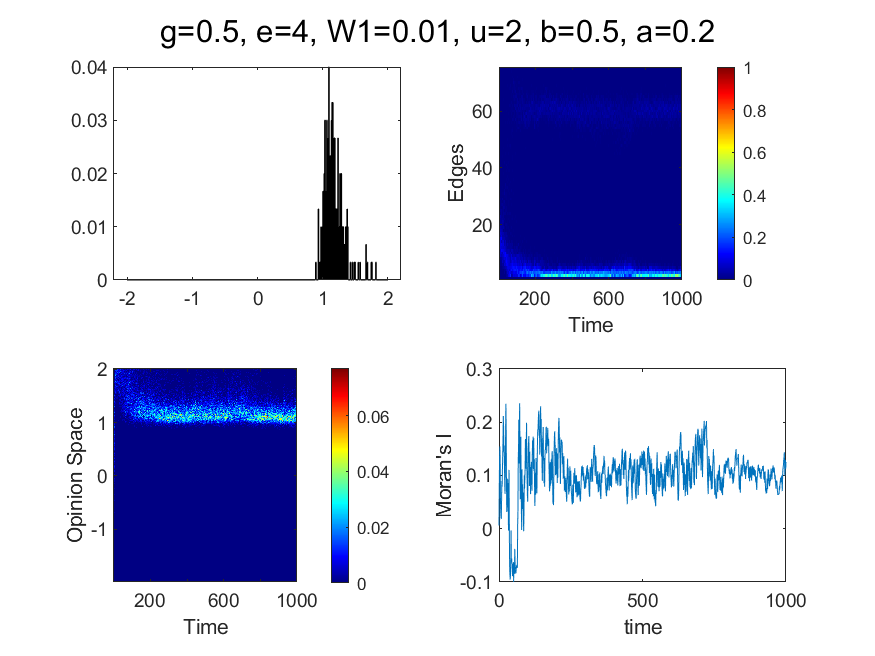 g=0.5, e=4, W1=0.01, u=2, b=0.5, a=0.2
0.04
0.03
0.02
0.01
0
-2 -1 0 1 2
Edges
60
40
20
200 600 1000
Time
1
0.8
0.6
0.4
0.2
0
Opinion Space
2
1
0
-1
200 600 1000
Time
0.06
0.04
0.02
0
Moran's I
0.3
0.2
0.1
0
-0.1
0 500 1000
time